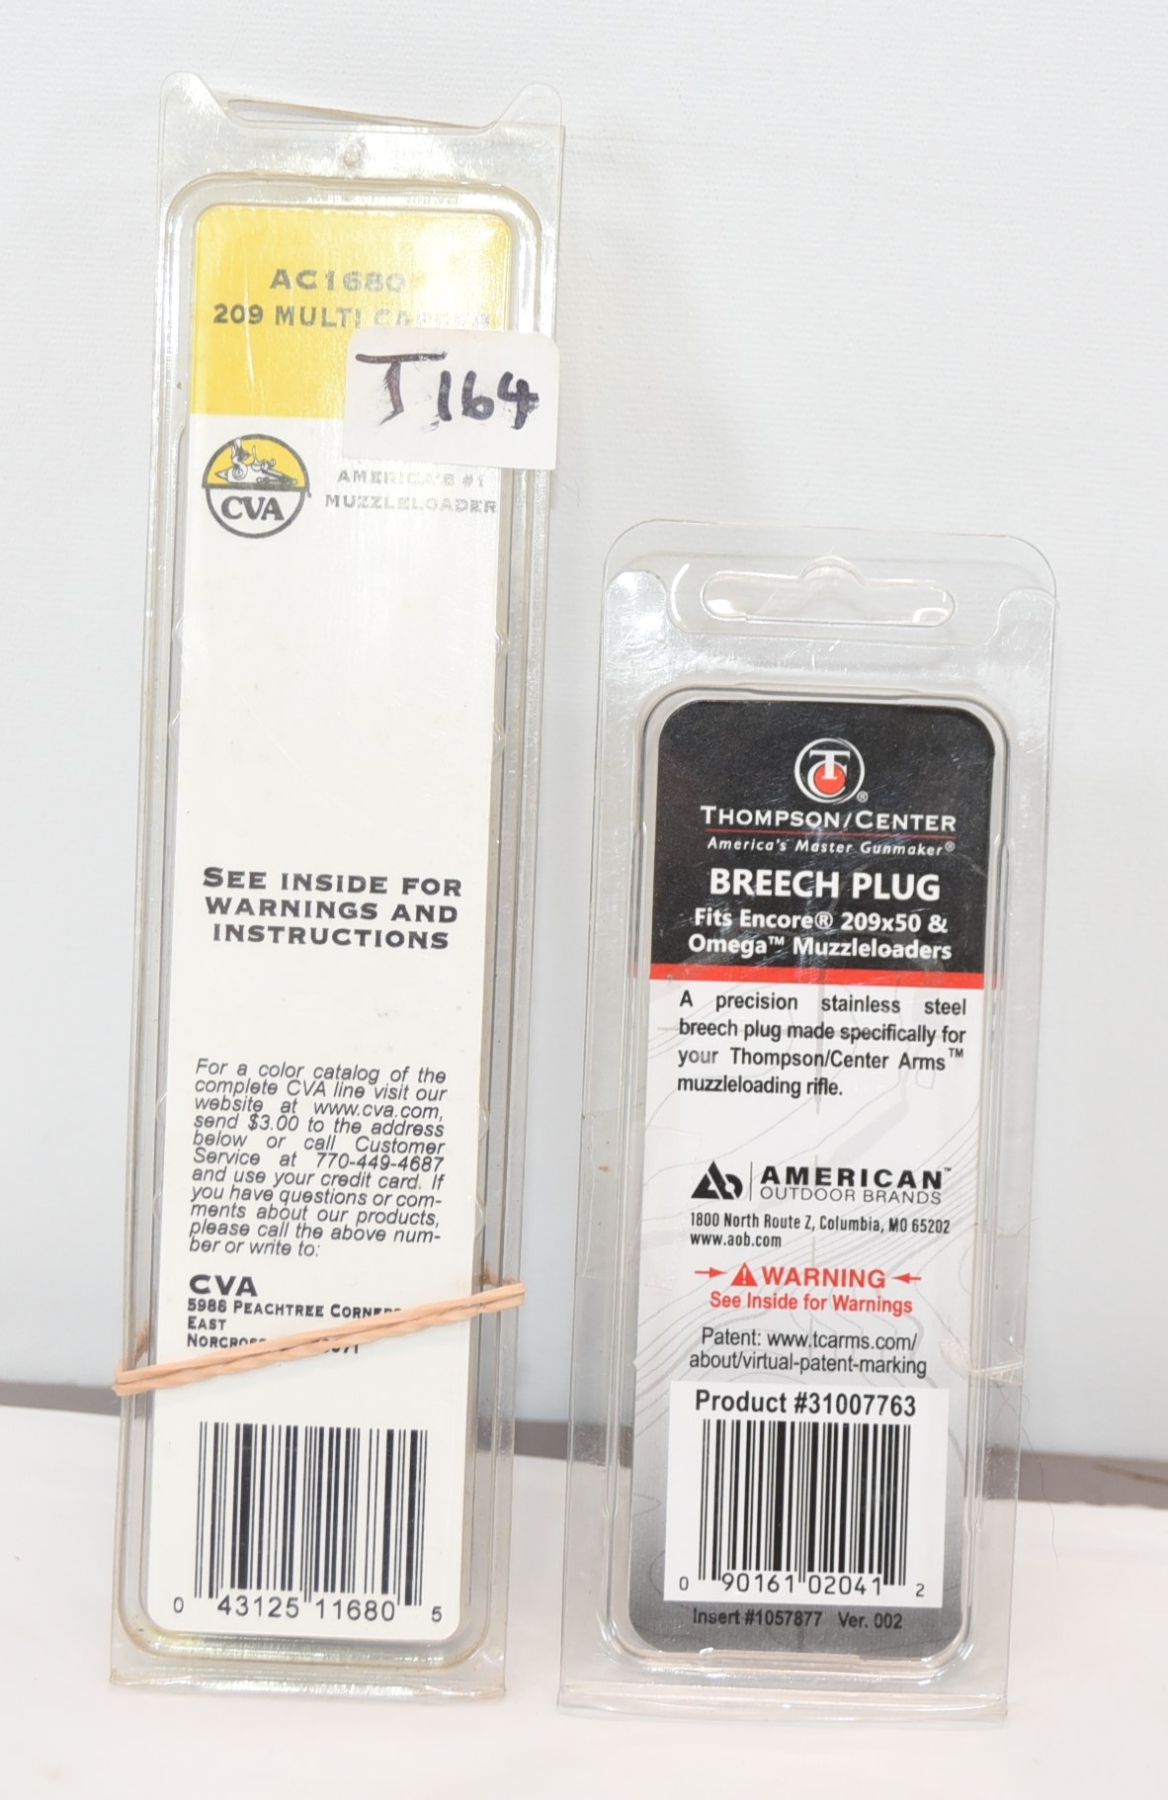 AC1680
209 MULTI
T 164
CVA
AMERICA'S #1
MUZZLELOADER
SEE INSIDE FOR
WARNINGS AND
INSTRUCTIONS
For a color catalog of the
complete CVA line visit our
website at www.cva.com,
send $3.00 to the address
below or call Customer
Service at 770-449-4687
and use your credit card. If
you have questions or com-
ments about our products,
please call the above num-
ber or write to:
CVA
5988 PEACHTREE CORNERS
EAST
0 43125 11680 5
TC®
THOMPSON/CENTER
America's Master Gunmaker®
BREECH PLUG
Fits Encore® 209x50 &
Omega™ Muzzleloaders
A precision stainless steel
breech plug made specifically for
your Thompson/Center Arms™
muzzleloading rifle.
AMERICAN™
OUTDOOR BRANDS
1800 North Route Z, Columbia, MO 65202
www.aob.com
WARNING
See Inside for Warnings
Patent: www.tcarms.com/
about/virtual-patent-marking
Product #31007763
0 90161 02041 2
Insert #1057877 Ver. 002